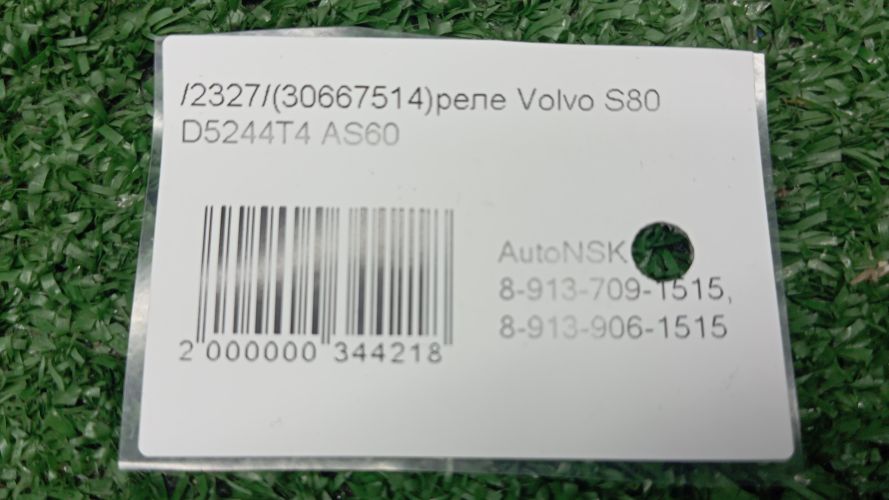 /2327/(30667514)реле Volvo S80
D5244T4 AS60
AutoNSK
8-913-709-1515,
8-913-906-1515
2 000000 344218